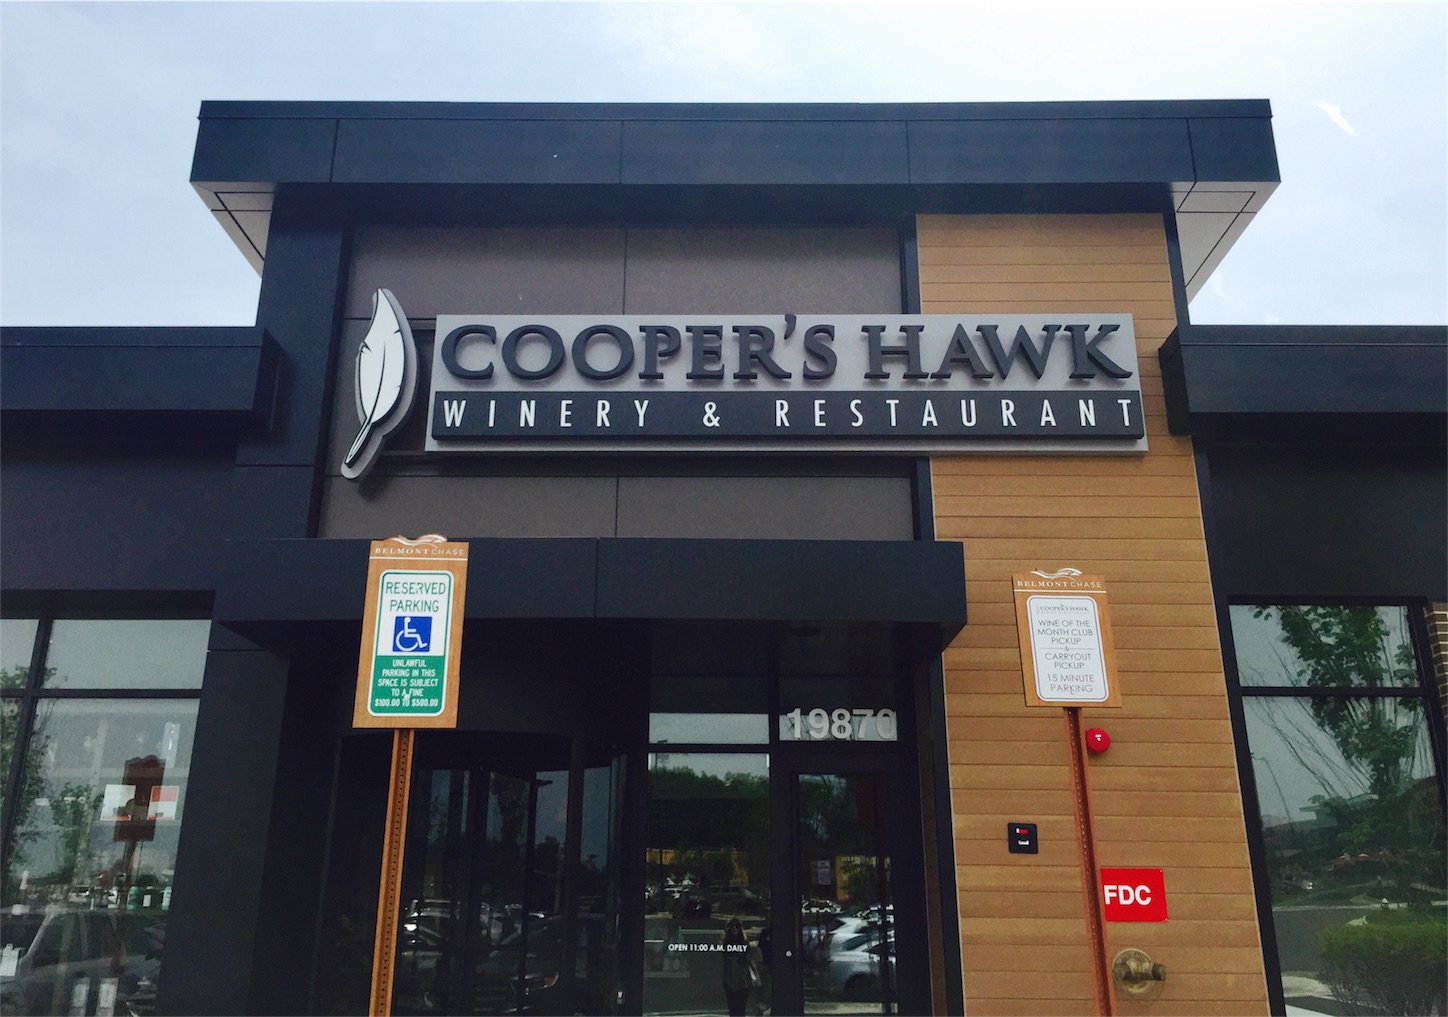 COOPER'S HAWK
WINERY & RESTAURANT
BELMONT CHASE
RESERVED
PARKING
UNLAWFUL
PARKING IN THIS
SPACE IS SUBJECT
TO A FINE
$100.00 TO $500.00
BELMONT CHASE
COOPER'S HAWK
WINE OF THE
MONTH CLUB
PICKUP
&
CARRYOUT
PICKUP
15 MINUTE
PARKING
19870
FDC
OPEN 11:00 A.M. DAILY